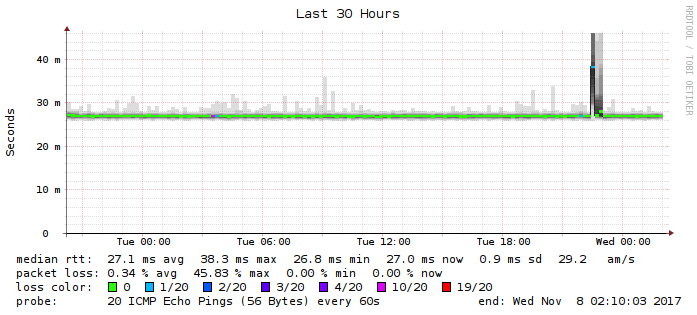 Last 30 Hours
RRDTOOL / TOBI OETIKER
Seconds
40 m
30 m
20 m
10 m
0
Tue 00:00 Tue 06:00 Tue 12:00 Tue 18:00 Wed 00:00
median rtt: 27.1 ms avg 38.3 ms max 26.8 ms min 27.0 ms now 0.9 ms sd 29.2 am/s
packet loss: 0.34 % avg 45.83 % max 0.00 % min 0.00 % now
loss color: 0 1/20 2/20 3/20 4/20 10/20 19/20
probe: 20 ICMP Echo Pings (56 Bytes) every 60s end: Wed Nov 8 02:10:03 2017